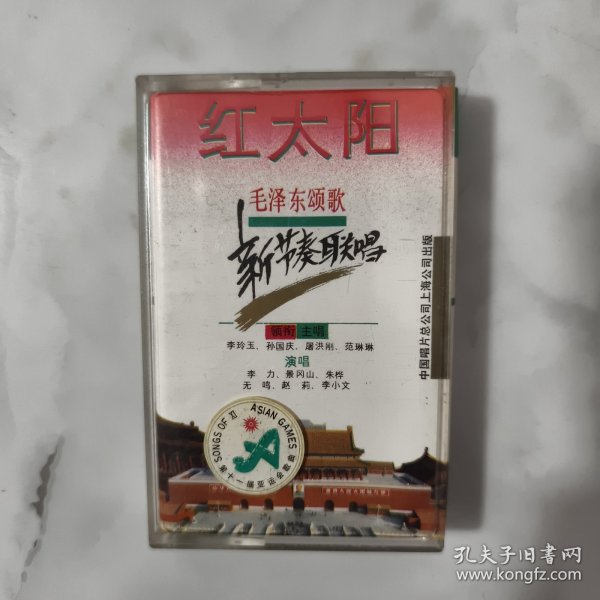 红太阳
毛泽东颂歌
新节奏联唱
领衔主唱
李玲玉、孙国庆、屠洪刚、范琳琳
演唱
李 力、景冈山、朱桦
无 鸣、赵 莉、李小文
中国唱片总公司上海公司出版
SONGS OF XI ASIAN GAMES
第十一届亚运会歌曲
孔夫子旧书网
www.kongfz.com